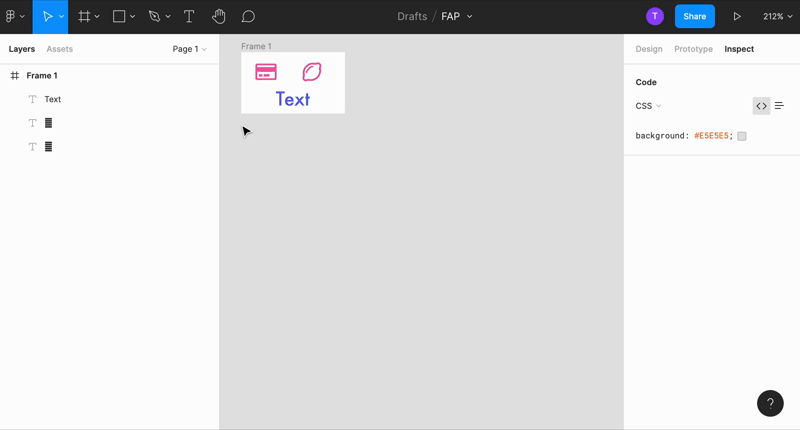 Drafts / FAP
T
Share
212%
Layers
Assets
Page 1
Frame 1
Text
Frame 1
Text
Design
Prototype
Inspect
Code
CSS
background: #E5E5E5;
?